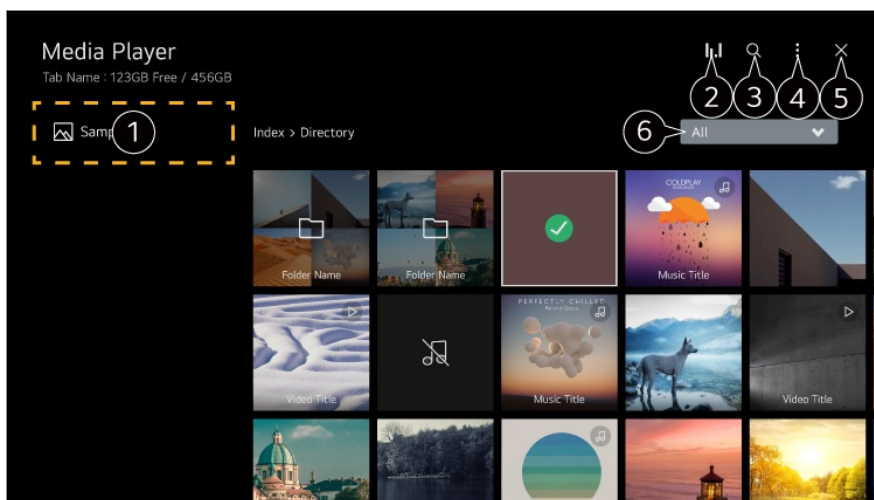 Media Player
Tab Name : 123GB Free / 456GB
2 3 4 5
Samp 1
Index > Directory
6 All
COLDPLAY
Folder Name
Folder Name
Music Title
PERFECTLY CHILLED
Video Title
Music Title
Video Title